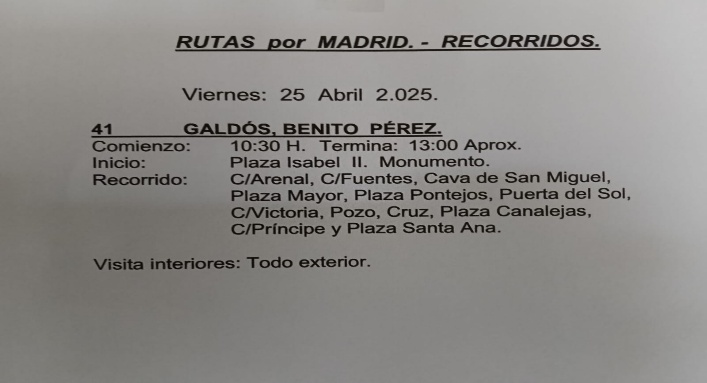 RUTAS por MADRID. - RECORRIDOS.
Viernes: 25 Abril 2.025.
41 GALDÓS, BENITO PÉREZ.
Comienzo: 10:30 H. Termina: 13:00 Aprox.
Inicio: Plaza Isabel II. Monumento.
Recorrido: C/Arenal, C/Fuentes, Cava de San Miguel,
Plaza Mayor, Plaza Pontejos, Puerta del Sol,
C/Victoria, Pozo, Cruz, Plaza Canalejas,
C/Príncipe y Plaza Santa Ana.
Visita interiores: Todo exterior.